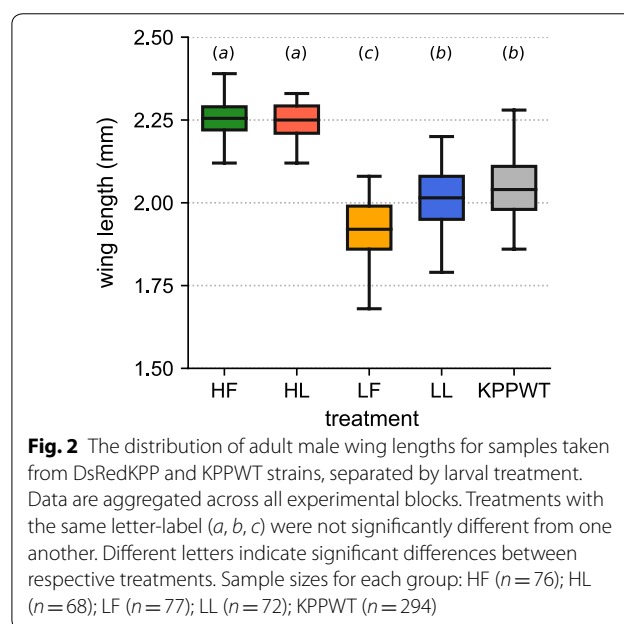 2.50
(a) (a) (c) (b) (b)
2.25
2.00
1.75
1.50
wing length (mm)
HF HL LF LL KPPWT
treatment
Fig. 2 The distribution of adult male wing lengths for samples taken
from DsRedKPP and KPPWT strains, separated by larval treatment.
Data are aggregated across all experimental blocks. Treatments with
the same letter-label (a, b, c) were not significantly different from one
another. Different letters indicate significant differences between
respective treatments. Sample sizes for each group: HF (n = 76); HL
(n = 68); LF (n = 77); LL (n = 72); KPPWT (n = 294)